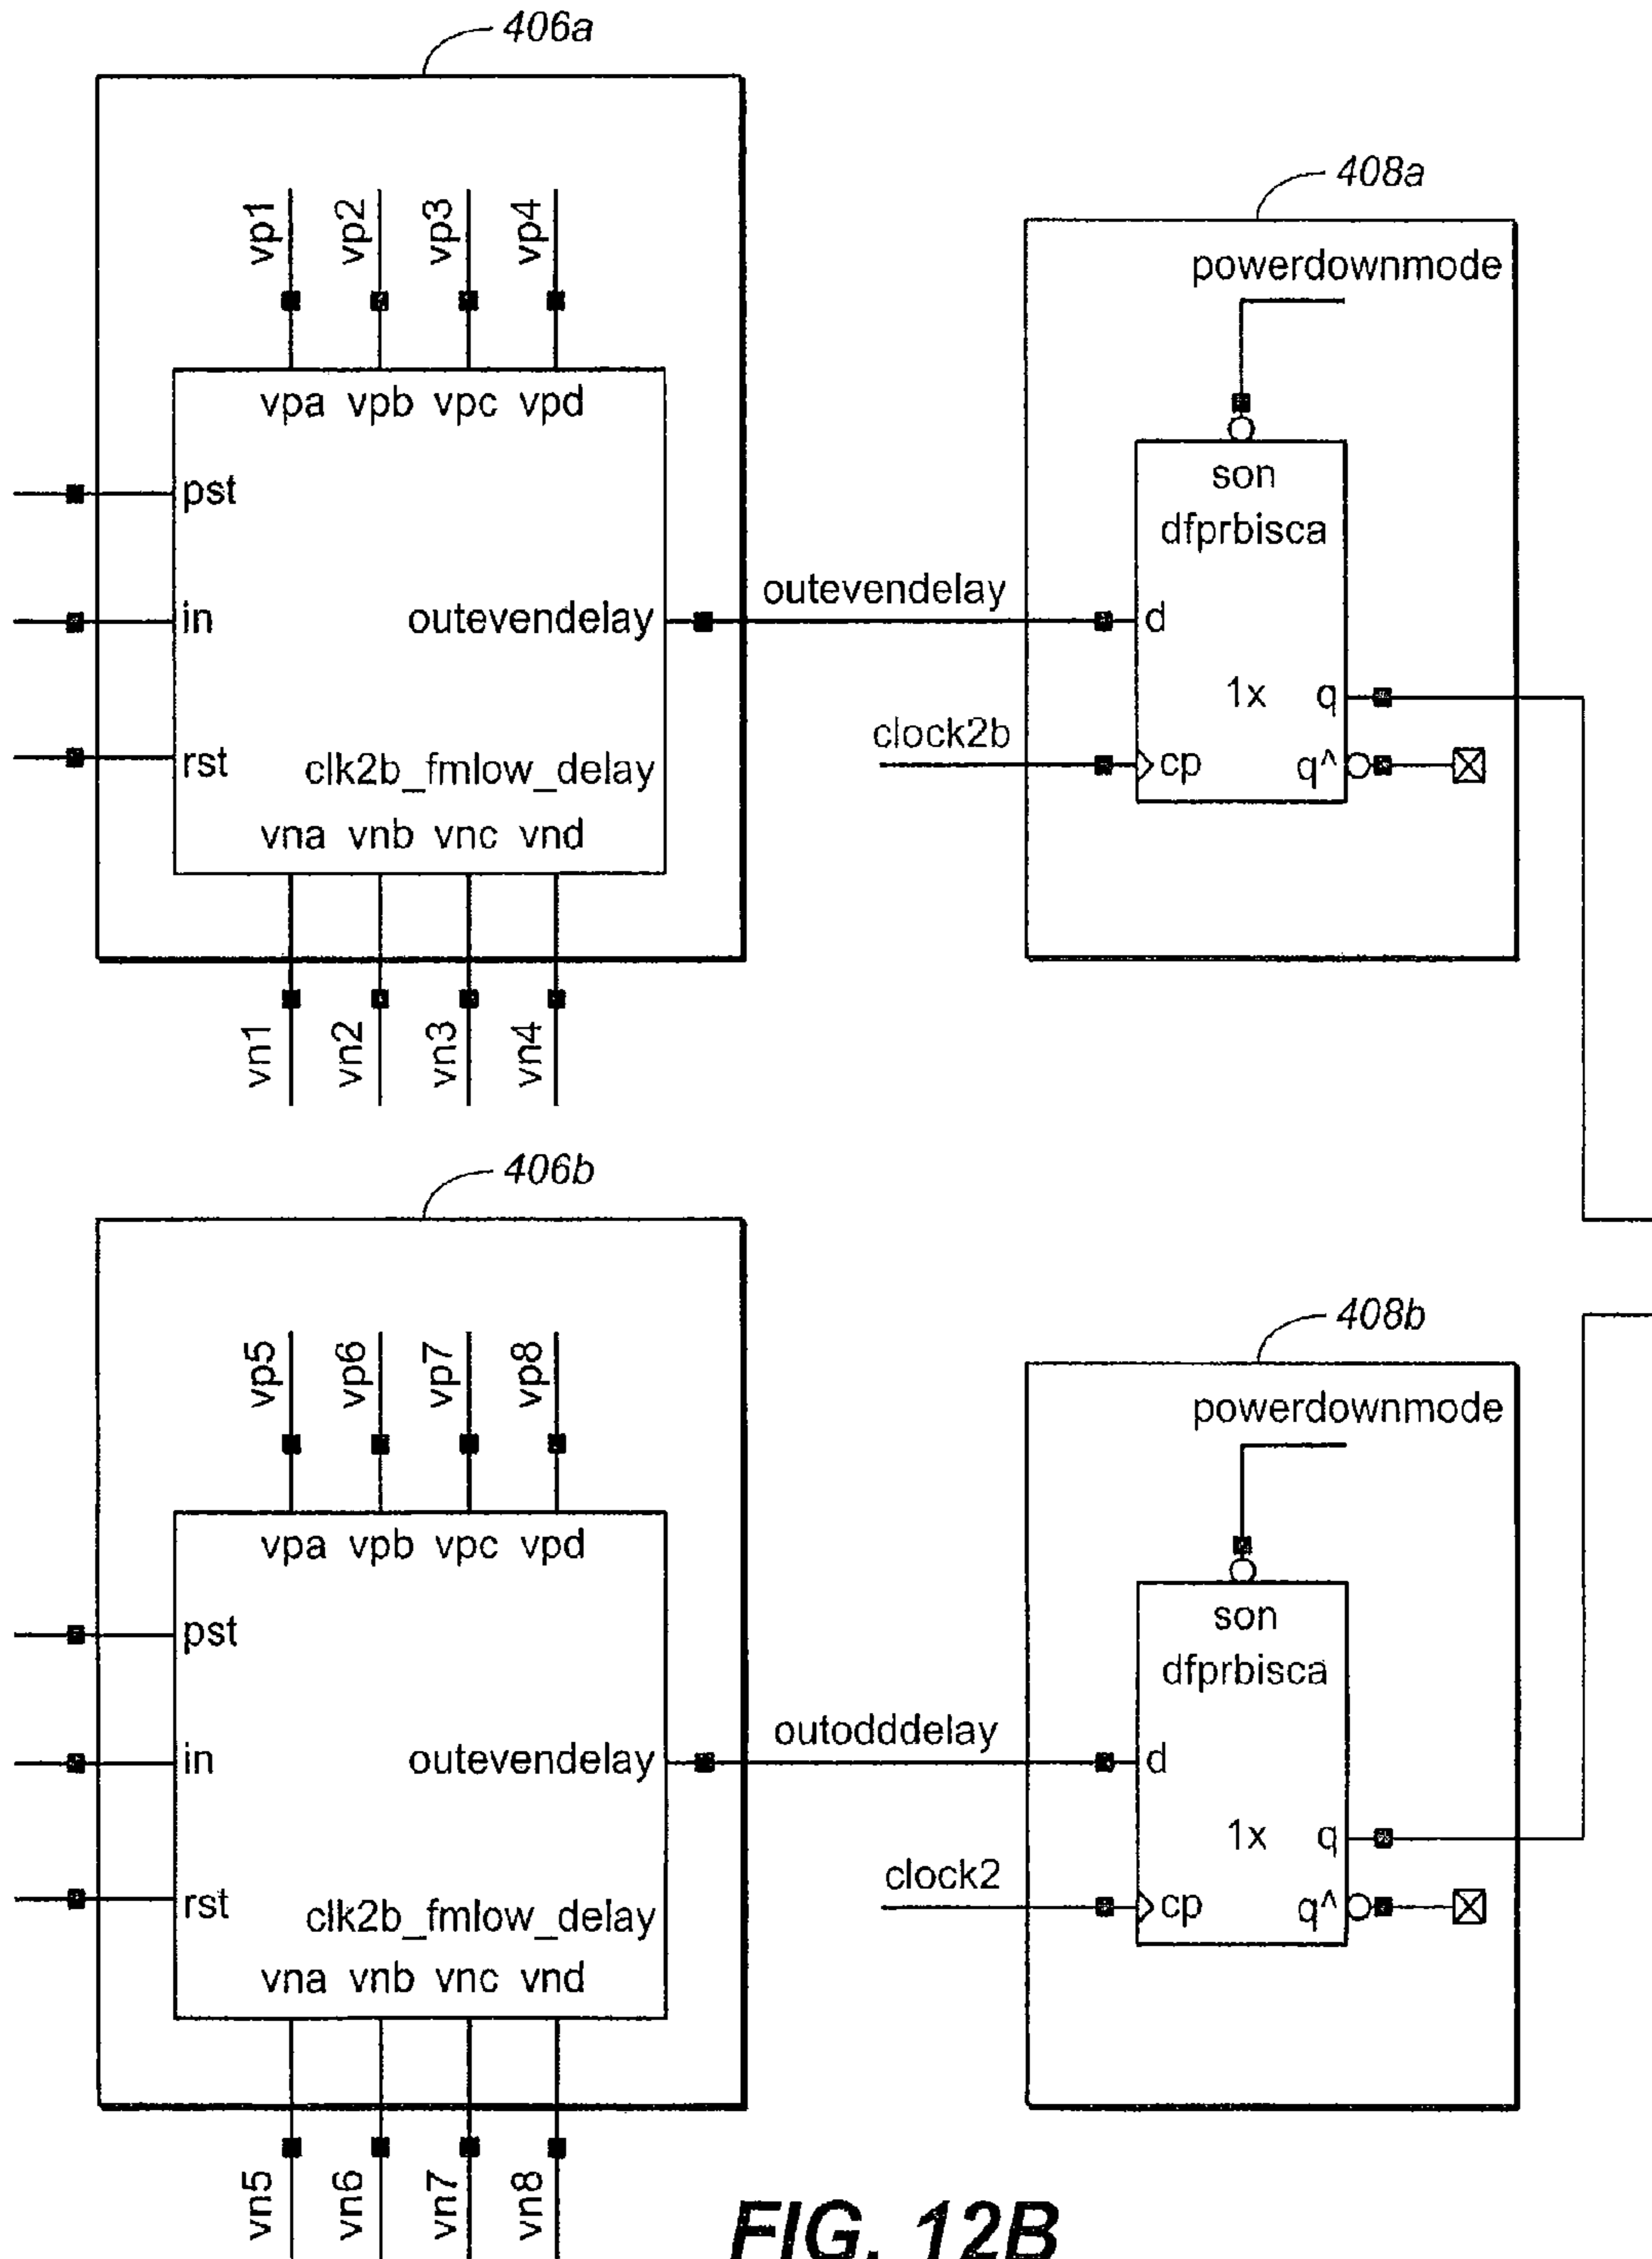 406a
408a
vp1 vp2 vp3 vp4
powerdownmode
vpa vpb vpc vpd
son
dfprbisca
pst
in
outevendelay
outevendelay
d
1x q
clock2b
cp q^
rst
clk2b_fmlow_delay
vna vnb vnc vnd
vn1 vn2 vn3 vn4
406b
408b
vp5 vp6 vp7 vp8
powerdownmode
vpa vpb vpc vpd
son
dfprbisca
pst
in
outevendelay
outodddelay
d
1x q
clock2
cp q^
rst
clk2b_fmlow_delay
vna vnb vnc vnd
vn5 vn6 vn7 vn8
FIG. 12B